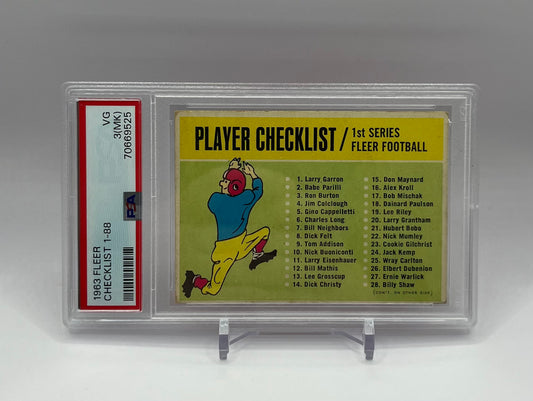 1963 FLEER
CHECKLIST 1-88
VG
3(MK)
70669525
PSA
PLAYER CHECKLIST / 1ST SERIES
FLEER FOOTBALL
1. Larry Garron
2. Babe Parilli
3. Ron Burton
4. Jim Colclough
5. Gino Cappelletti
6. Charles Long
7. Bill Neighbors
8. Dick Felt
9. Tom Addison
10. Nick Buoniconti
11. Larry Eisenhauer
12. Bill Mathis
13. Lee Grosscup
14. Dick Christy
15. Don Maynard
16. Alex Kroll
17. Bob Mischak
18. Dainard Paulson
19. Lee Riley
20. Larry Grantham
21. Hubert Bobo
22. Nick Mumley
23. Cookie Gilchrist
24. Jack Kemp
25. Wray Carlton
26. Elbert Dubenion
27. Ernie Warlick
28. Billy Shaw
(CON'T. ON OTHER SIDE)